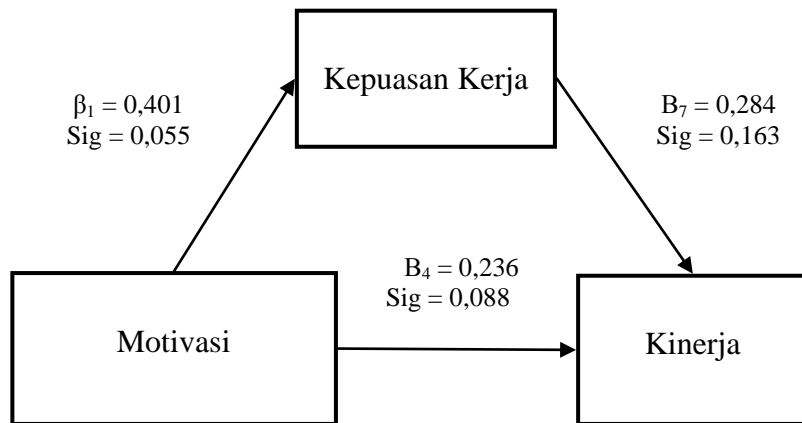 Kepuasan Kerja
β1 = 0,401
Sig = 0,055
B7 = 0,284
Sig = 0,163
B4 = 0,236
Sig = 0,088
Motivasi
Kinerja